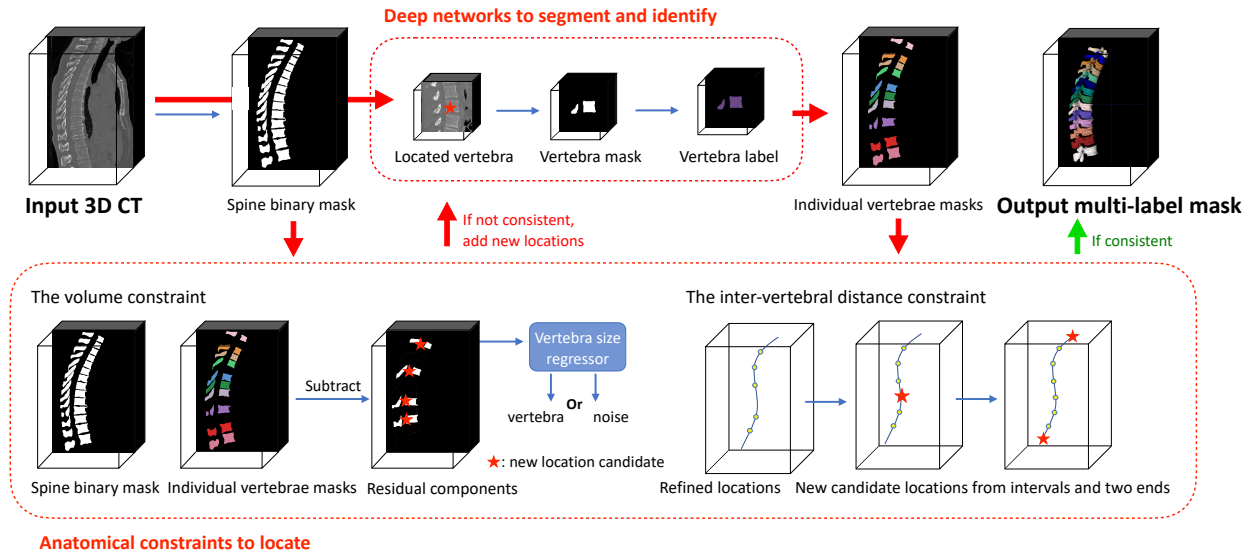 Deep networks to segment and identify
Located vertebra
Vertebra mask
Vertebra label
Input 3D CT
Spine binary mask
Individual vertebrae masks
Output multi-label mask
If not consistent,
add new locations
If consistent
The volume constraint
The inter-vertebral distance constraint
Subtract
Vertebra size
regressor
vertebra Or noise
: new location candidate
Spine binary mask
Individual vertebrae masks
Residual components
Refined locations
New candidate locations from intervals and two ends
Anatomical constraints to locate